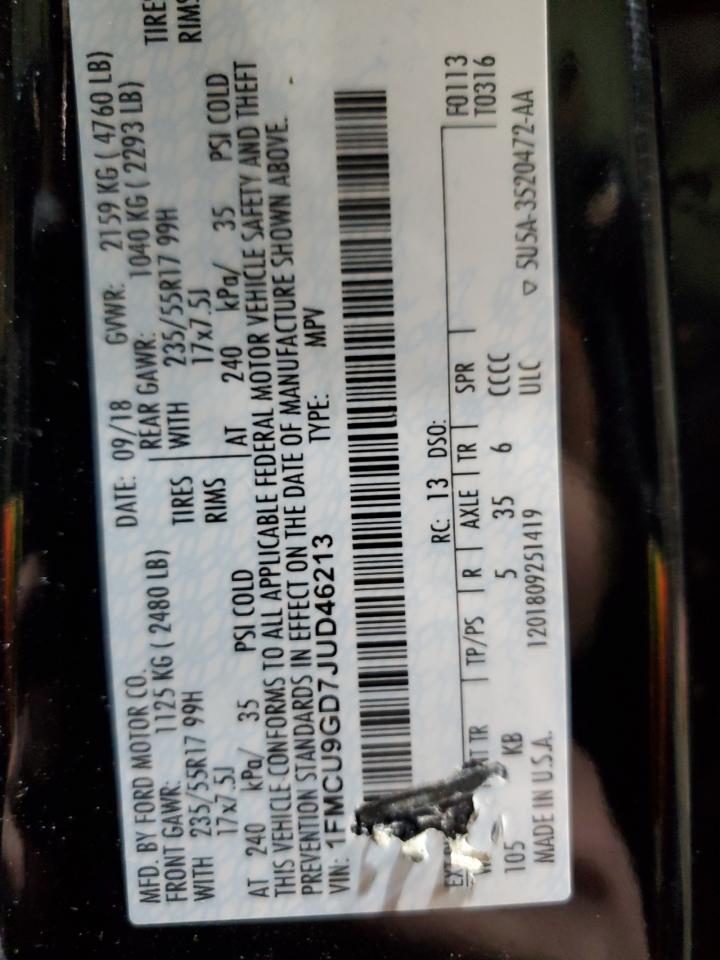 MFD. BY FORD MOTOR CO.
DATE: 09/18 GVWR: 2159 KG ( 4760 LB)
FRONT GAWR: 1125 KG ( 2480 LB) REAR GAWR: 1040 KG ( 2293 LB)
WITH 235/55R17 99H TIRES WITH 235/55R17 99H TIRES
17x7.5J RIMS 17x7.5J RIMS
AT 240 kPa/ 35 PSI COLD AT 240 kPa/ 35 PSI COLD
THIS VEHICLE CONFORMS TO ALL APPLICABLE FEDERAL MOTOR VEHICLE SAFETY AND THEFT
PREVENTION STANDARDS IN EFFECT ON THE DATE OF MANUFACTURE SHOWN ABOVE.
VIN: 1FMCU9GD7JUD46213 TYPE: MPV
RC: 13 DSO: F0113
T0316
TR TP/PS R AXLE TR SPR
105 KB 5 35 6 CCCC
MADE IN U.S.A. 1201809251419 ULC
▽ 5U5A-3520472-AA